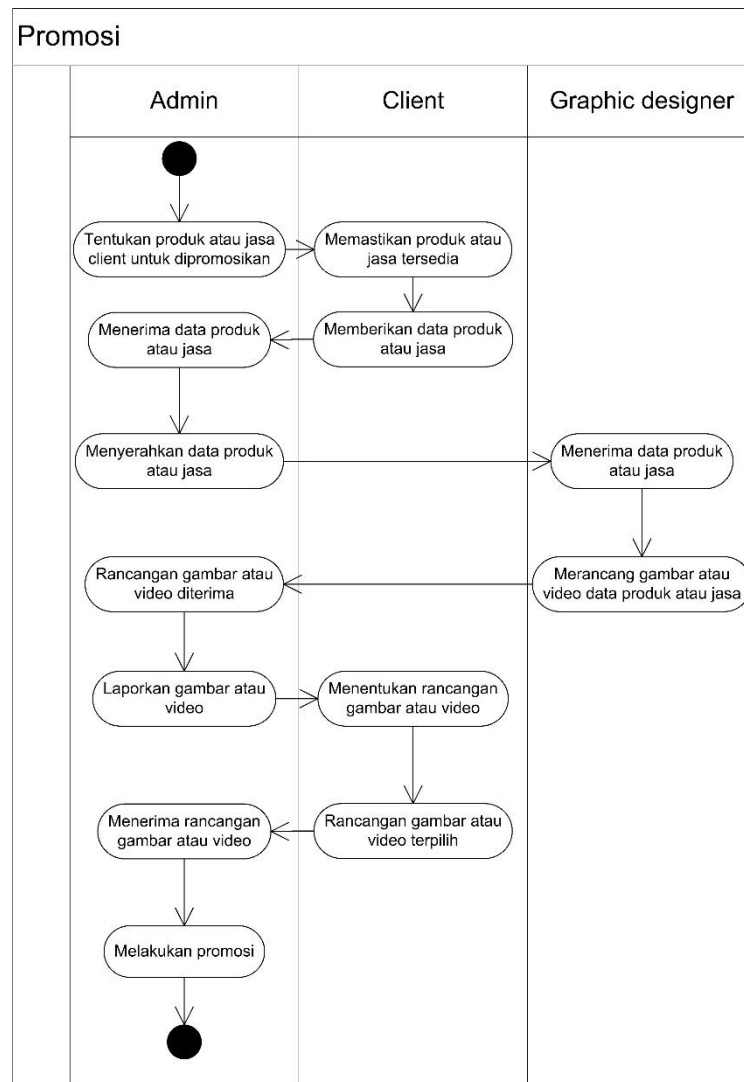 Promosi
Admin
Client
Graphic designer
Tentukan produk atau jasa
client untuk dipromosikan
Memastikan produk atau
jasa tersedia
Menerima data produk
atau jasa
Memberikan data produk
atau jasa
Menyerahkan data produk
atau jasa
Menerima data produk
atau jasa
Rancangan gambar atau
video diterima
Merancang gambar atau
video data produk atau jasa
Laporkan gambar atau
video
Menentukan rancangan
gambar atau video
Menerima rancangan
gambar atau video
Rancangan gambar atau
video terpilih
Melakukan promosi